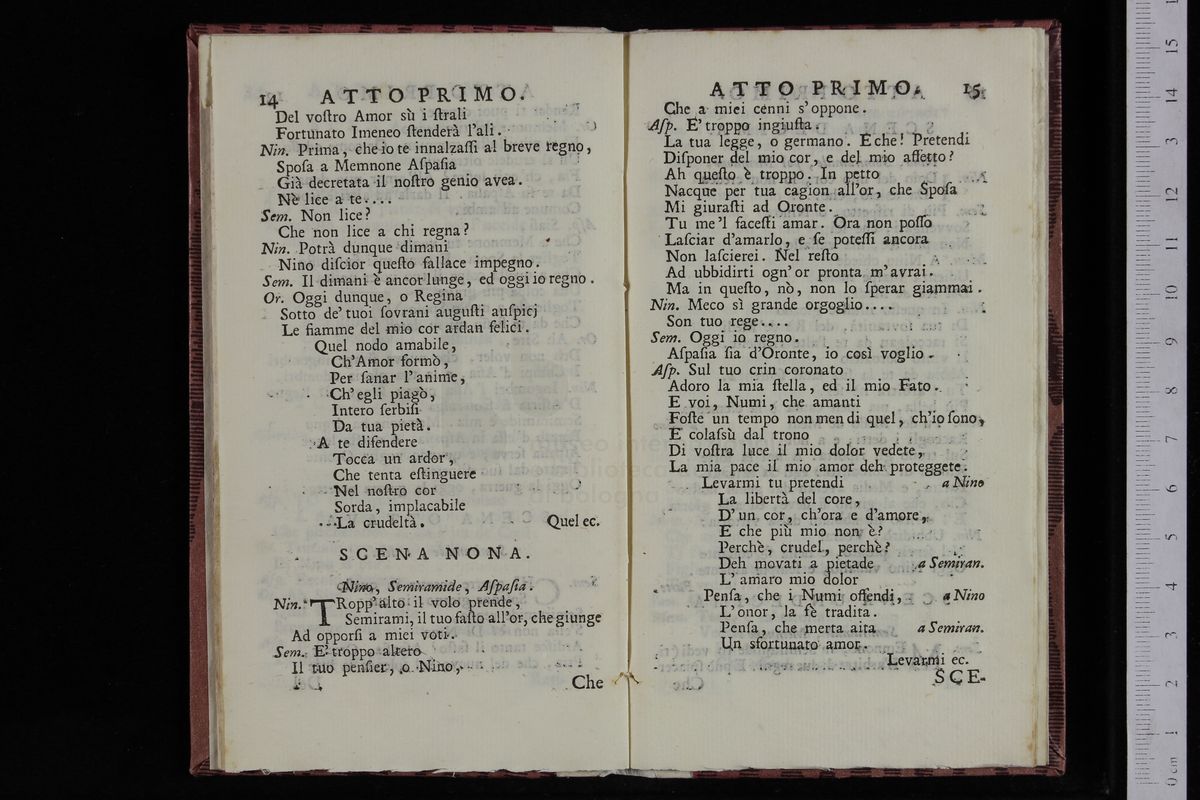 14 ATTO PRIMO.
Del voſtro Amor sù i ſtrali
Fortunato Imeneo ſtenderà l'ali.
Nin. Prima, che io te innalzaſſi al breve regno,
Spoſa a Memnone Aſpaſia
Già decretata il noſtro genio avea.
Nè lice a te....
Sem. Non lice?
Che non lice a chi regna?
Nin. Potrà dunque dimani
Nino diſcior queſto fallace impegno.
Sem. Il dimani è ancor lunge, ed oggi io regno.
Or. Oggi dunque, o Regina
Sotto de' tuoi ſovrani auguſti auſpicj
Le fiamme del mio cor ardan felici.
Quel nodo amabile,
Ch'Amor formò,
Per ſanar l'anime,
Ch'egli piagò,
Intero ſerbiſi
Da tua pietà.
A te difendere
Tocca un ardor,
Che tenta eſtinguere
Nel noſtro cor
Sorda, implacabile
La crudeltà. Quel ec.
SCENA NONA.
Nino, Semiramide, Aſpaſia.
Nin. TRopp' alto il volo prende,
Semirami, il tuo faſto all'or, che giunge
Ad opporſi a miei voti.
Sem. E' troppo altero
Il tuo penſier, o Nino,
Che
ATTO PRIMO. 15
Che a miei cenni s'oppone.
Aſp. E' troppo ingiuſta.
La tua legge, o germano. E che! Pretendi
Diſponer del mio cor, e del mio affetto?
Ah queſto è troppo. In petto
Nacque per tua cagion all'or, che Spoſa
Mi giuraſti ad Oronte.
Tu me 'l faceſti amar. Ora non poſſo
Laſciar d'amarlo, e ſe poteſſi ancora
Non laſcierei. Nel reſto
Ad ubbidirti ogn' or pronta m'avrai.
Ma in queſto, nò, non lo ſperar giammai.
Nin. Meco sì grande orgoglio....
Son tuo rege....
Sem. Oggi io regno.
Aſpaſia ſia d'Oronte, io così voglio.
Aſp. Sul tuo crin coronato
Adoro la mia ſtella, ed il mio Fato.
E voi, Numi, che amanti
Foſte un tempo non men di quel, ch'io ſono,
E colaſsù dal trono
Di voſtra luce il mio dolor vedete,
La mia pace il mio amor deh proteggete.
Levarmi tu pretendi a Nino
La libertà del core,
D'un cor, ch'ora e d'amore,
E che più mio non è?
Perchè, crudel, perchè?
Deh movati a pietade a Semiran.
L'amaro mio dolor
Penſa, che i Numi offendi, a Nino
L'onor, la fè tradita.
Penſa, che merta aita a Semiran.
Un sfortunato amor.
Levarmi ec.
SCE-